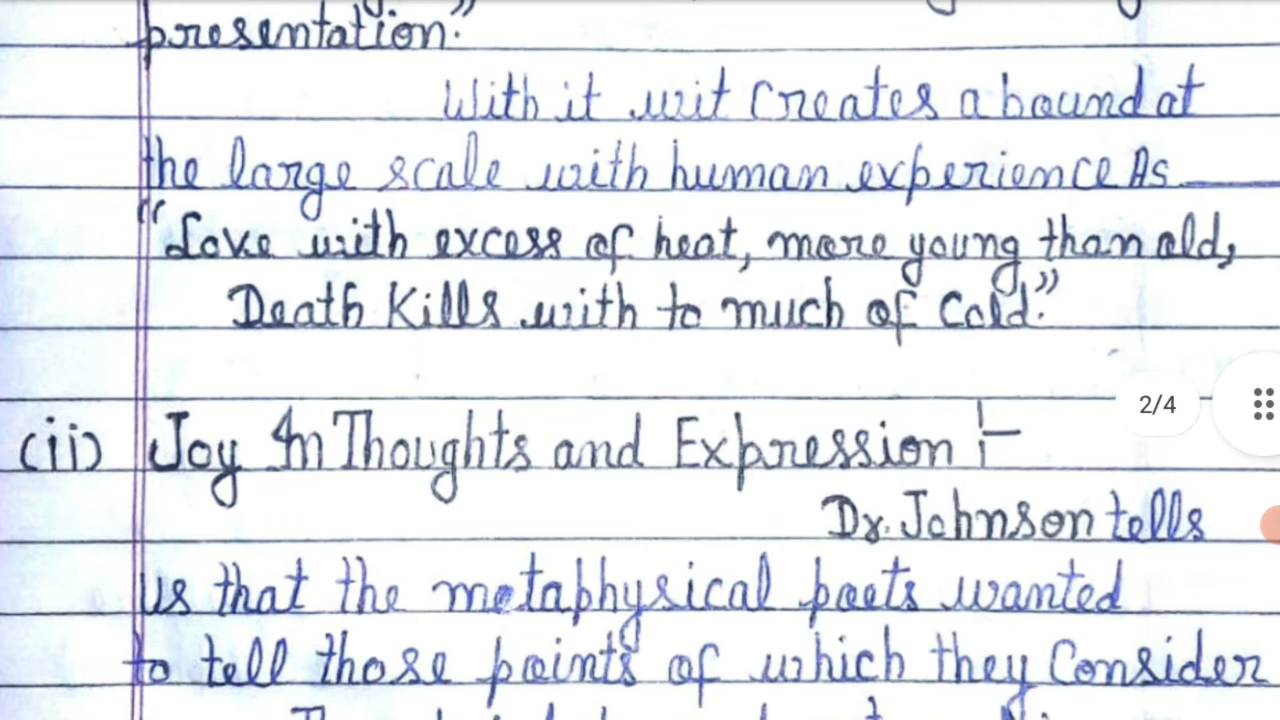 presentation."
With it wit creates a bound at
the large scale with human experience As
"Love with excess of heat, more young than old,
Death Kills with to much of Cold."
2/4
(ii) Joy In Thoughts and Expression :-
Dr. Johnson tells
us that the metaphysical poets wanted
to tell those points of which they Consider